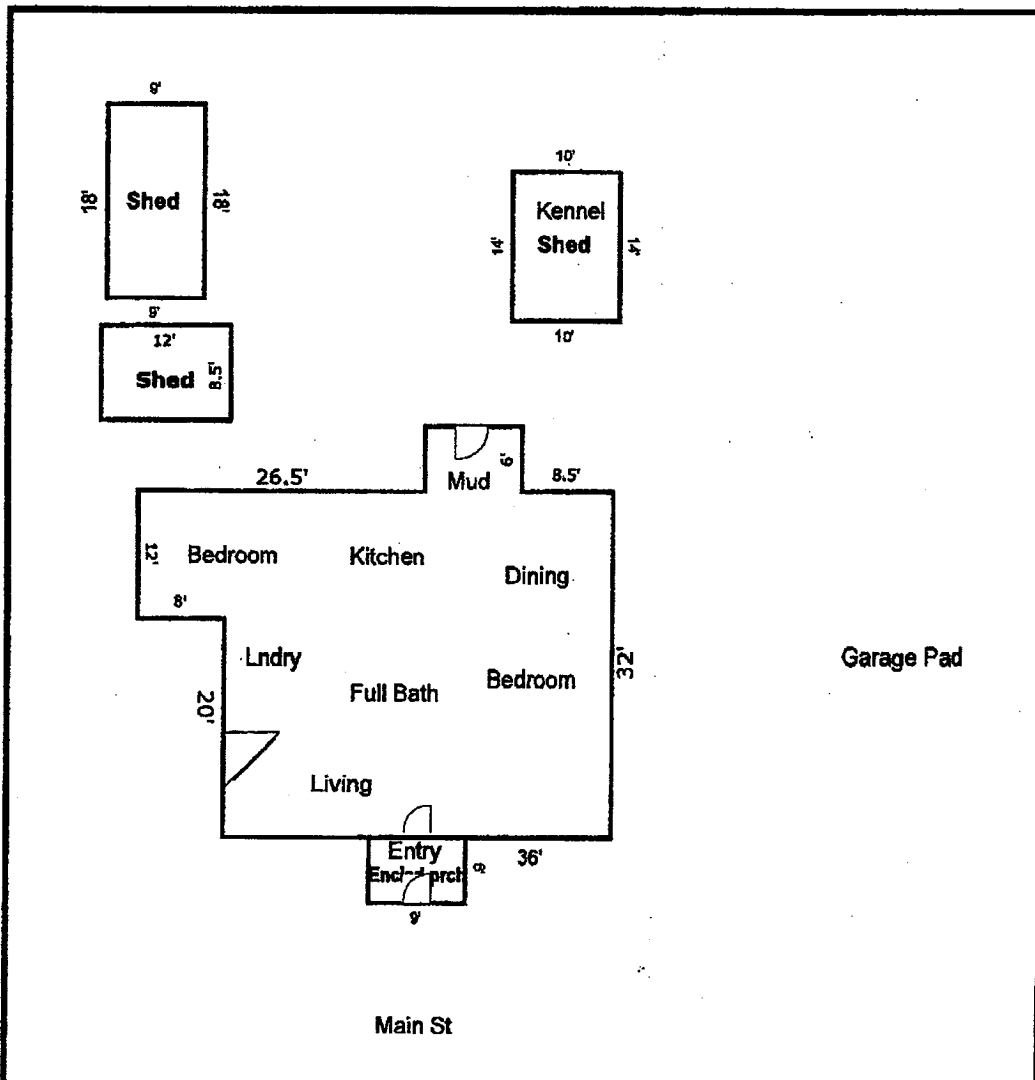 9'
18'
Shed
18'
9'
10'
Kennel
14'
Shed
14'
10'
12'
Shed
8.5'
26.5'
Mud
6'
8.5'
12'
Bedroom
Kitchen
Dining
8'
Lndry
Full Bath
Bedroom
32'
Garage Pad
20'
Living
Entry
36'
9'
Main St